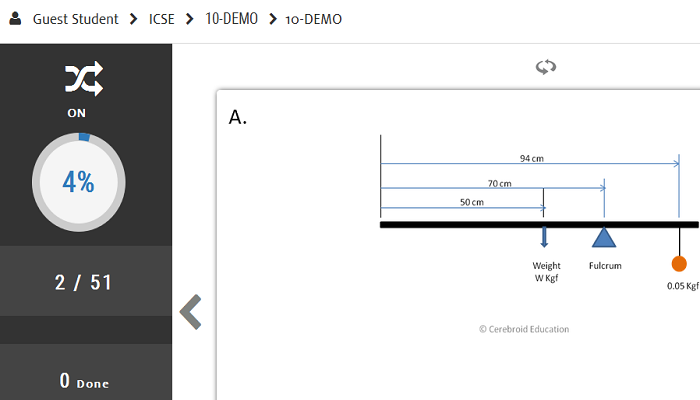 Guest Student ICSE 10-DEMO 10-DEMO
ON
4%
2 / 51
0 Done
A.
94 cm
70 cm
50 cm
Weight
W Kgf
Fulcrum
0.05 Kgf
© Cerebroid Education